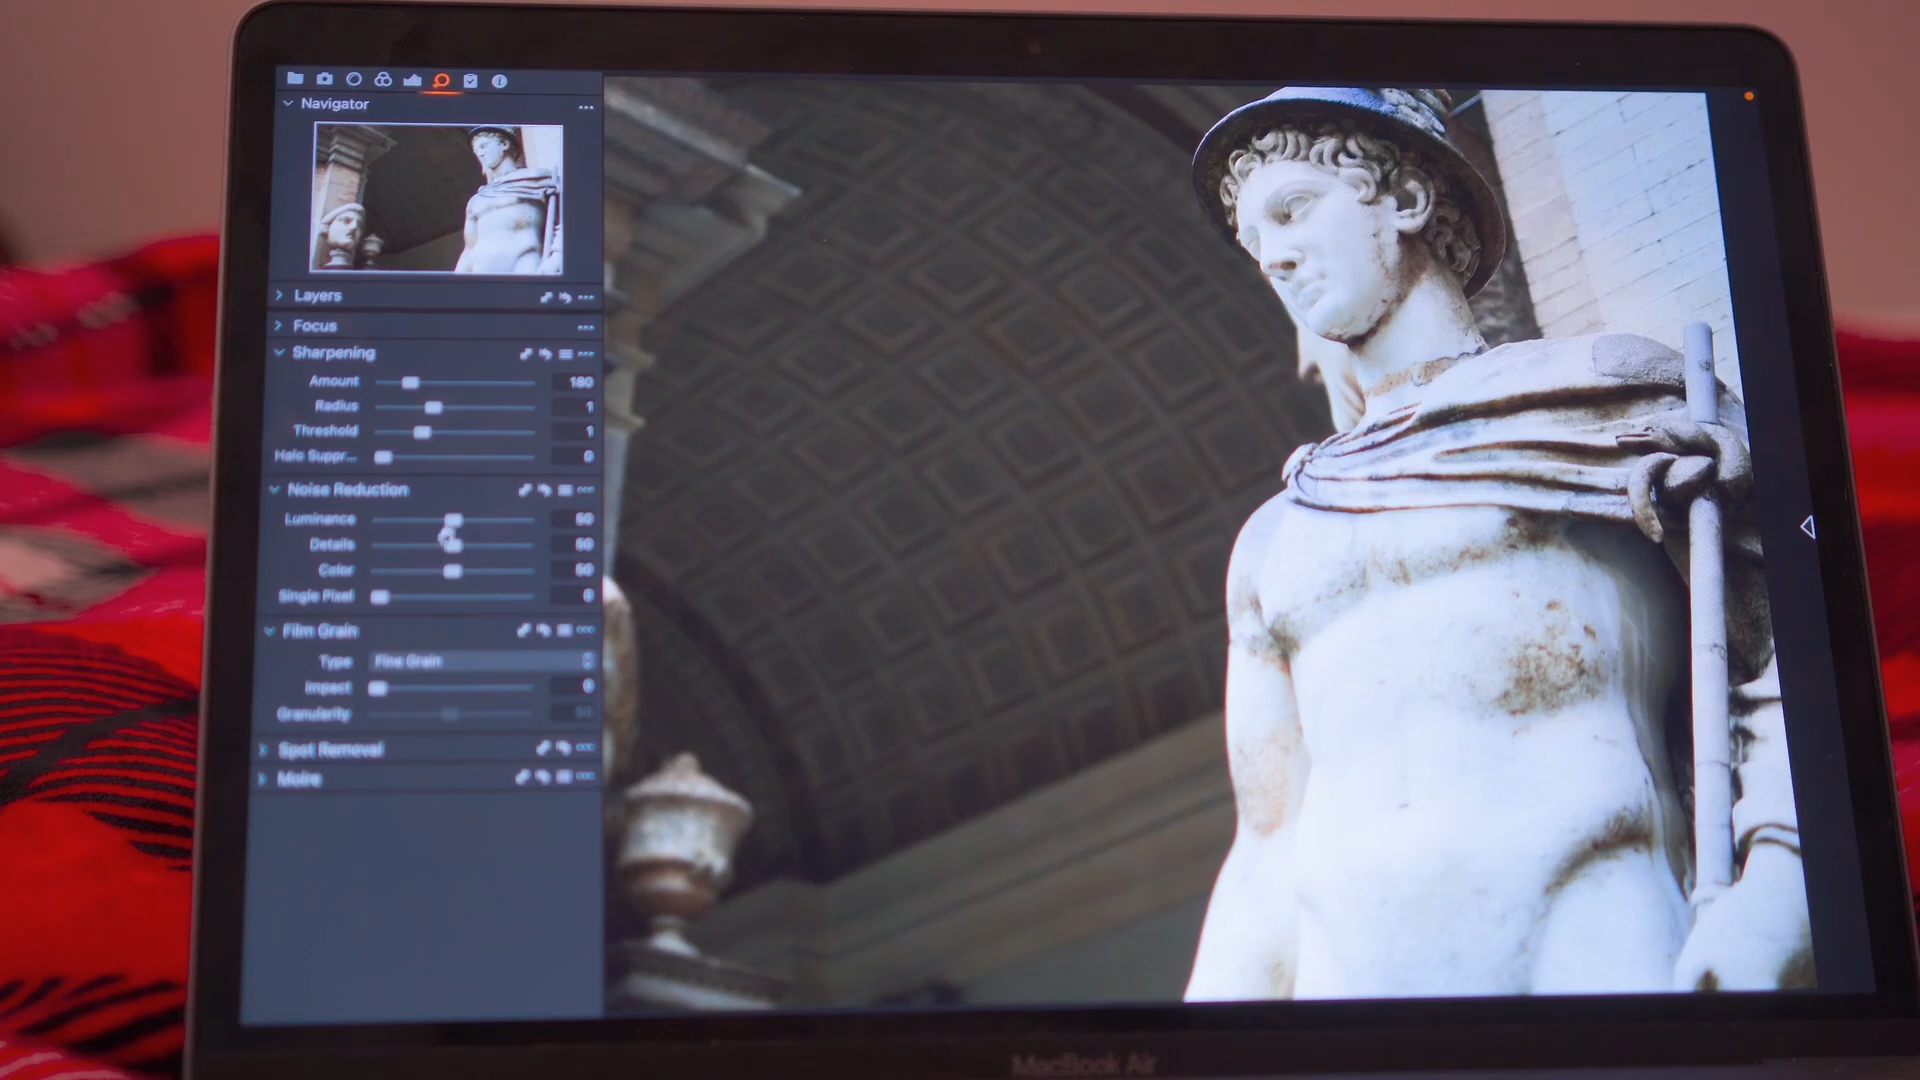 Navigator
Layers
Focus
Sharpening
Amount 180
Radius 1
Threshold 1
Halo Suppr... 0
Noise Reduction
Luminance 50
Details 50
Color 50
Single Pixel 0
Film Grain
Type Fine Grain
Impact 0
Granularity
Spot Removal
Moire
MacBook Air